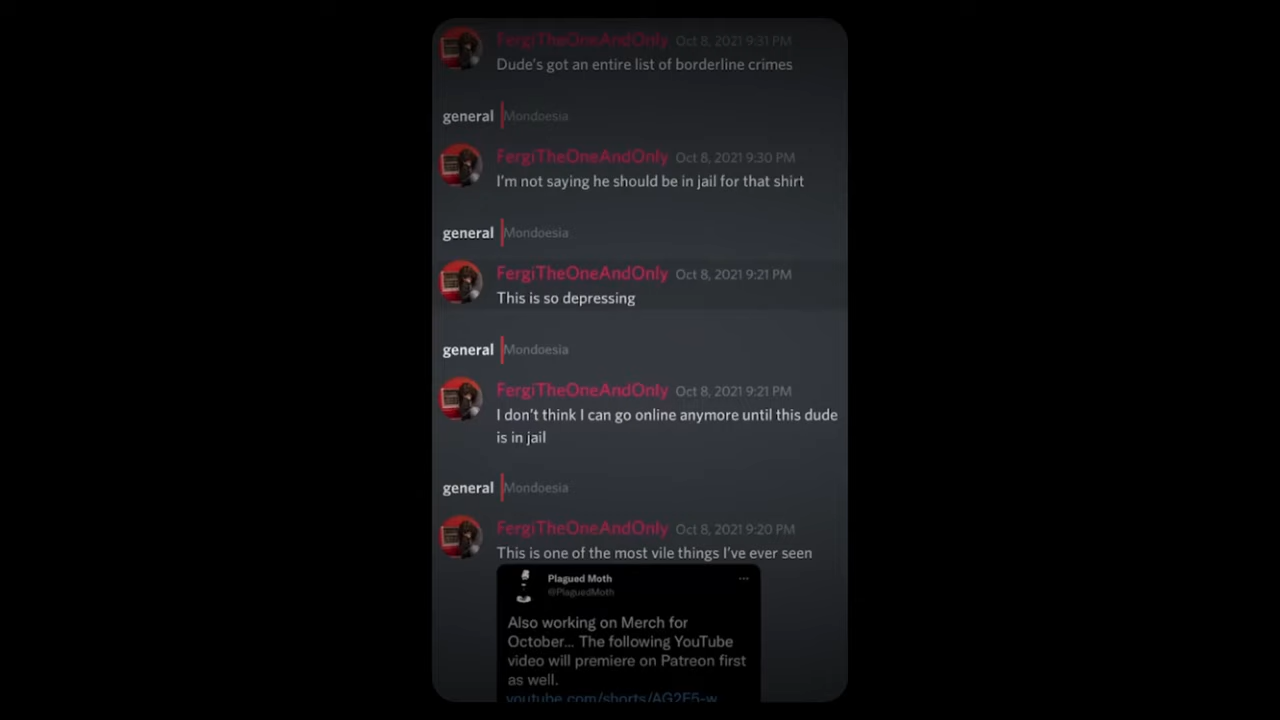 FergiTheOneAndOnly Oct 8, 2021 9:31 PM
Dude's got an entire list of borderline crimes
general Mondoesia
FergiTheOneAndOnly Oct 8, 2021 9:30 PM
I'm not saying he should be in jail for that shirt
general Mondoesia
FergiTheOneAndOnly Oct 8, 2021 9:21 PM
This is so depressing
general Mondoesia
FergiTheOneAndOnly Oct 8, 2021 9:21 PM
I don't think I can go online anymore until this dude
is in jail
general Mondoesia
FergiTheOneAndOnly Oct 8, 2021 9:20 PM
This is one of the most vile things I've ever seen
Plagued Moth
@PlaguedMoth
Also working on Merch for
October... The following YouTube
video will premiere on Patreon first
as well.
youtube.com/shorts/AG2F5-w